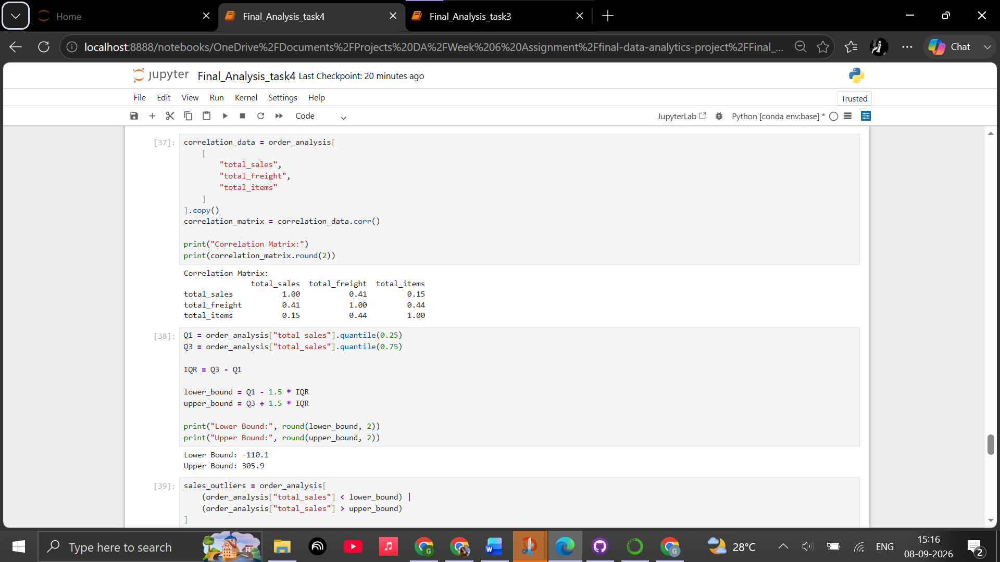 Home
Final_Analysis_task4
Final_Analysis_task3
localhost:8888/notebooks/OneDrive%2FDocuments%2FProjects%20DA%2FWeek%206%20Assignment%2Ffinal-data-analytics-project%2FFinal_...
Chat
jupyter Final_Analysis_task4 Last Checkpoint: 20 minutes ago
File Edit View Run Kernel Settings Help
Trusted
Code
JupyterLab
Python [conda env:base] *
[37]:
correlation_data = order_analysis[
    [
        "total_sales",
        "total_freight",
        "total_items"
    ]
].copy()
correlation_matrix = correlation_data.corr()
print("Correlation Matrix:")
print(correlation_matrix.round(2))
Correlation Matrix:
               total_sales  total_freight  total_items
total_sales           1.00           0.41         0.15
total_freight         0.41           1.00         0.44
total_items           0.15           0.44         1.00
[38]:
Q1 = order_analysis["total_sales"].quantile(0.25)
Q3 = order_analysis["total_sales"].quantile(0.75)
IQR = Q3 - Q1
lower_bound = Q1 - 1.5 * IQR
upper_bound = Q3 + 1.5 * IQR
print("Lower Bound:", round(lower_bound, 2))
print("Upper Bound:", round(upper_bound, 2))
Lower Bound: -110.1
Upper Bound: 305.9
[39]:
sales_outliers = order_analysis[
    (order_analysis["total_sales"] < lower_bound) |
    (order_analysis["total_sales"] > upper_bound)
]
Type here to search
28°C
ENG
15:16
08-09-2026
2